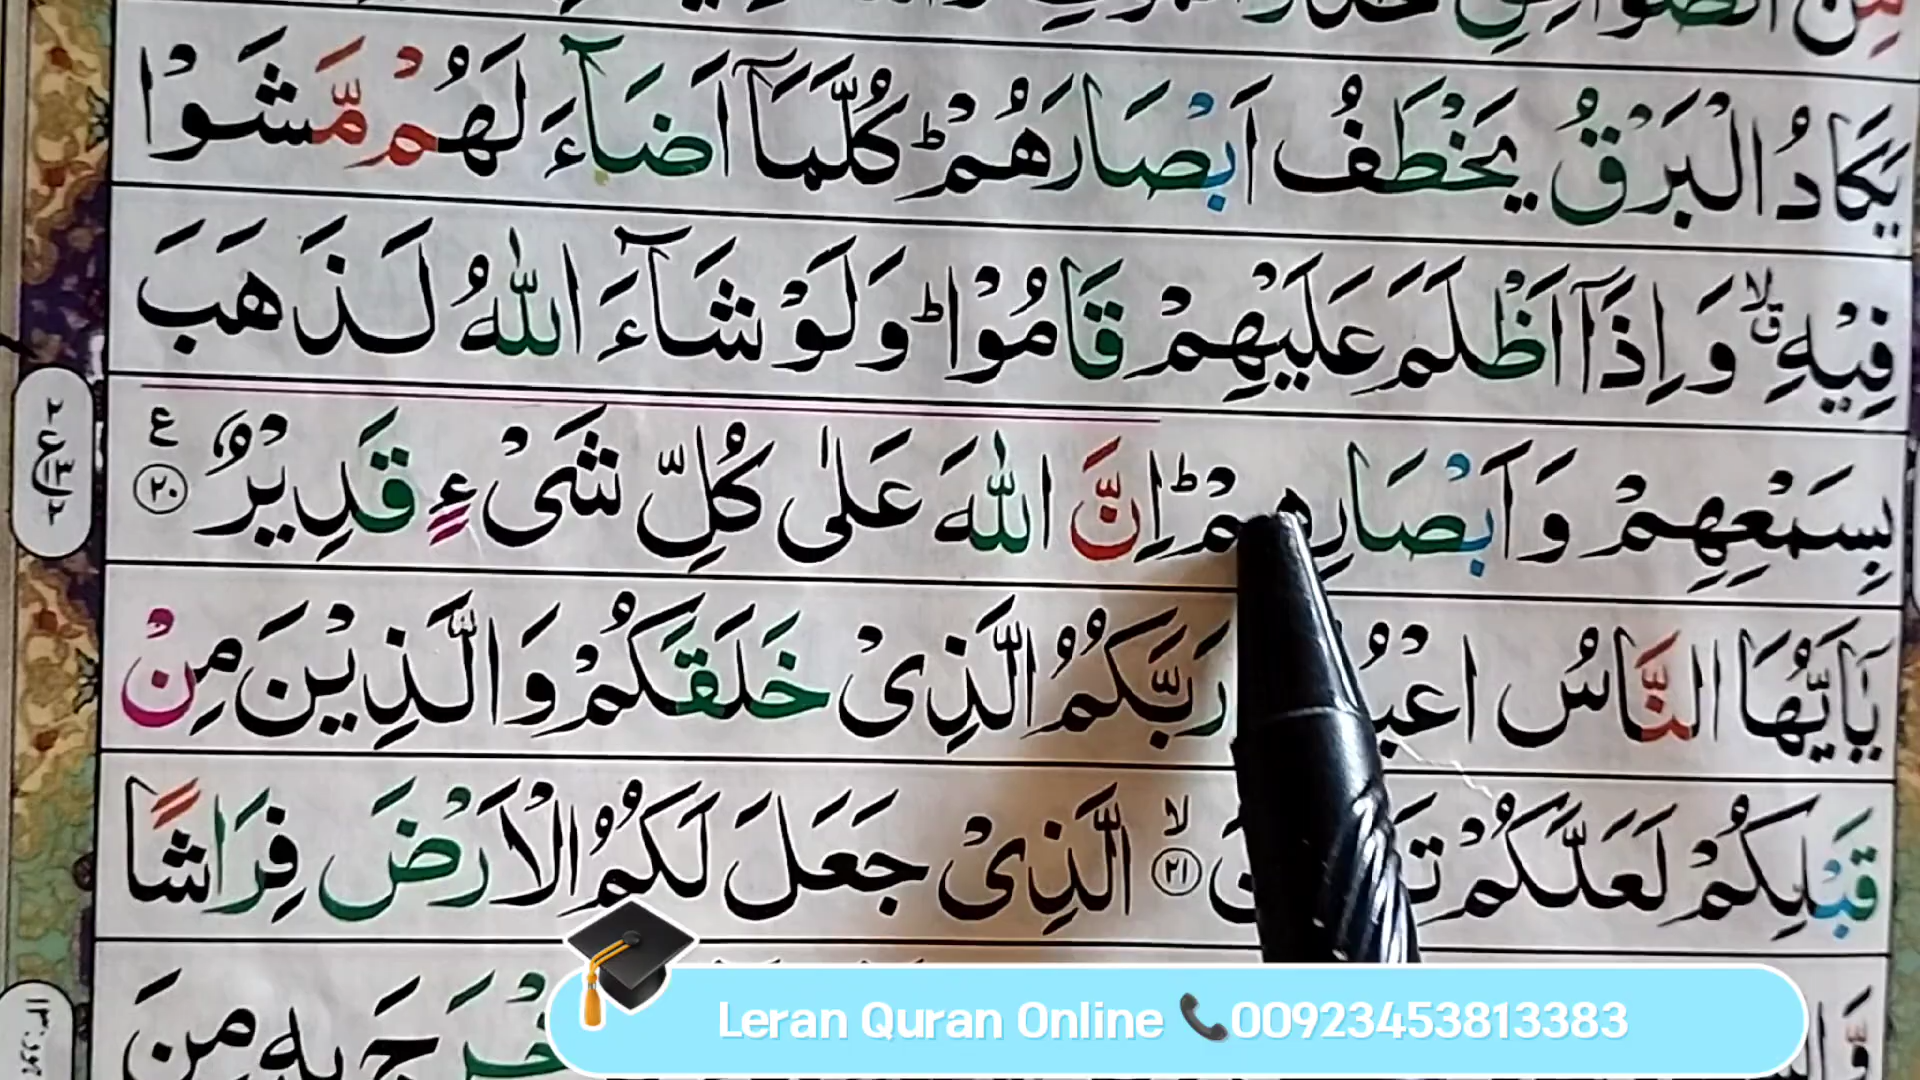 يَكَادُ الْبَرْقُ يَخْطَفُ اَبْصَارَهُمْ ؕ كُلَّمَاۤ اَضَآءَ لَهُمْ مَّشَوْا
فِيْهِ ۙۗ وَ اِذَاۤ اَظْلَمَ عَلَيْهِمْ قَامُوْا ؕ وَلَوْ شَآءَ اللّٰهُ لَذَهَبَ
بِسَمْعِهِمْ وَ اَبْصَارِهِمْ ؕ اِنَّ اللّٰهَ عَلٰى كُلِّ شَیْءٍ قَدِيْرٌ ۠ ٢٠ ع
يٰۤاَيُّهَا النَّاسُ رَبَّكُمُ الَّذِیْ خَلَقَكُمْ وَ الَّذِيْنَ مِنْ
قَبْلِكُمْ لَعَلَّكُمْ ٢١ ۙ الَّذِیْ جَعَلَ لَكُمُ الْاَرْضَ فِرَاشًا
بِهٖ مِنَ
Leran Quran Online 📞00923453813383